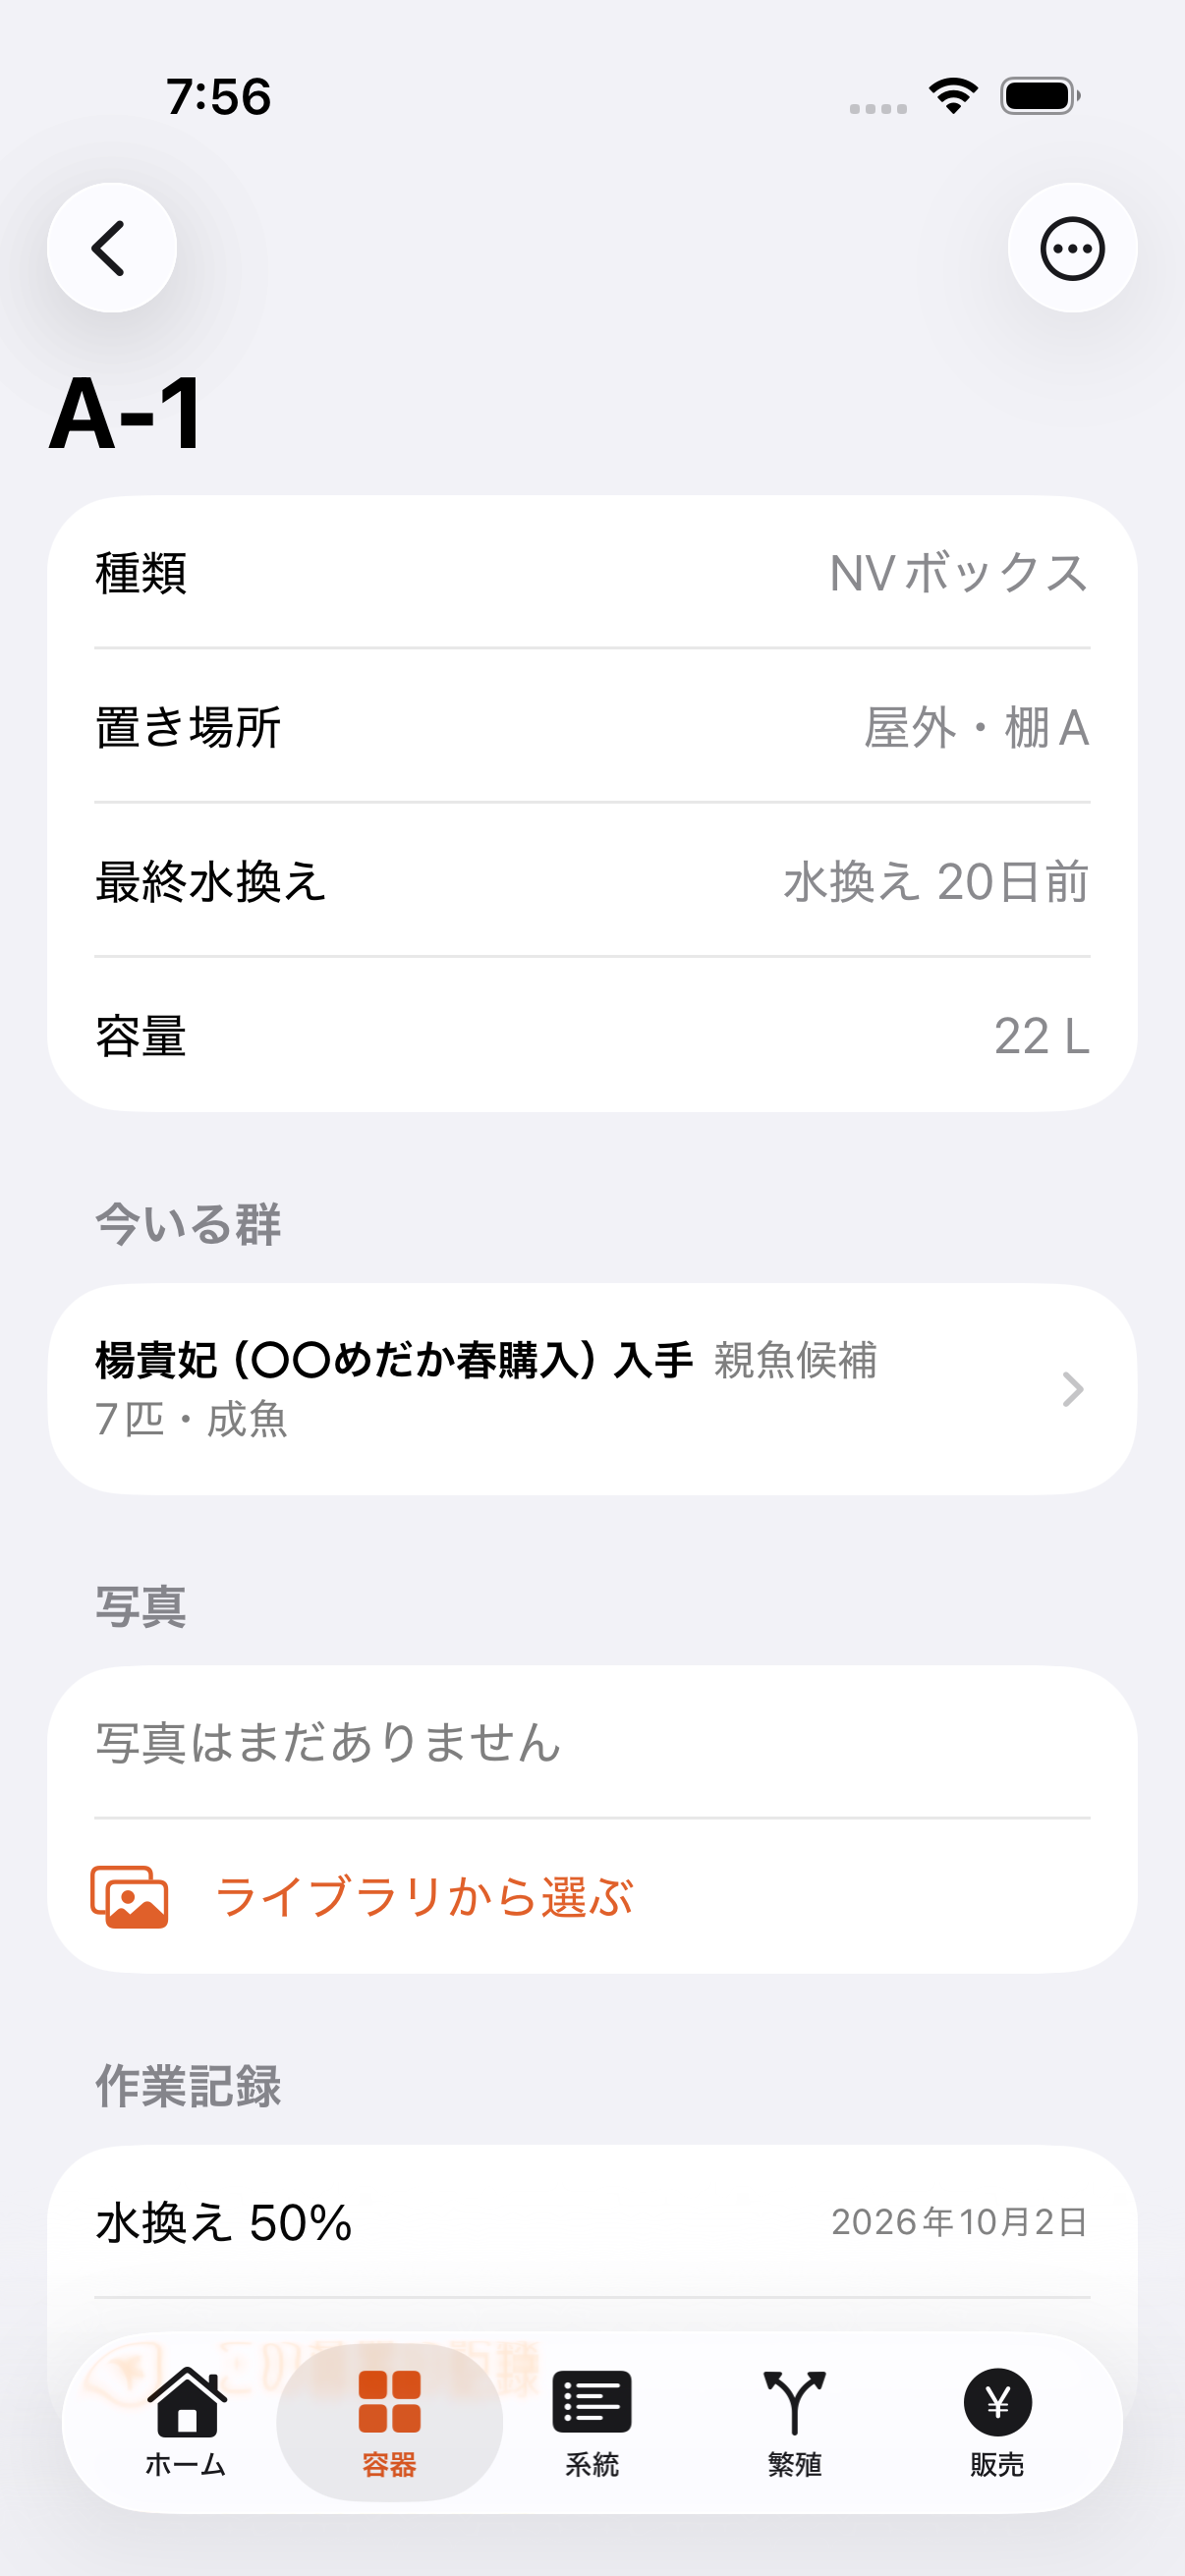 7:56
A-1
種類 NVボックス
置き場所 屋外・棚A
最終水換え 水換え 20日前
容量 22 L
今いる群
楊貴妃（〇〇めだか春購入）入手 親魚候補
7匹・成魚
写真
写真はまだありません
ライブラリから選ぶ
作業記録
水換え 50% 2026年10月2日
ホーム 容器 系統 繁殖 販売